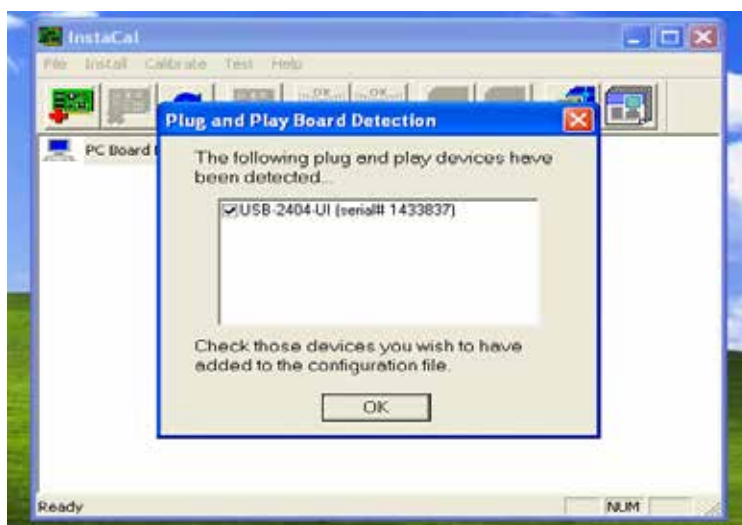 InstaCal
File Install Calibrate Test Help
OK OK
Plug and Play Board Detection
PC Board
The following plug and play devices have
been detected...
USB-2404-UI (serial# 1433837)
Check those devices you wish to have
added to the configuration file.
OK
Ready NUM